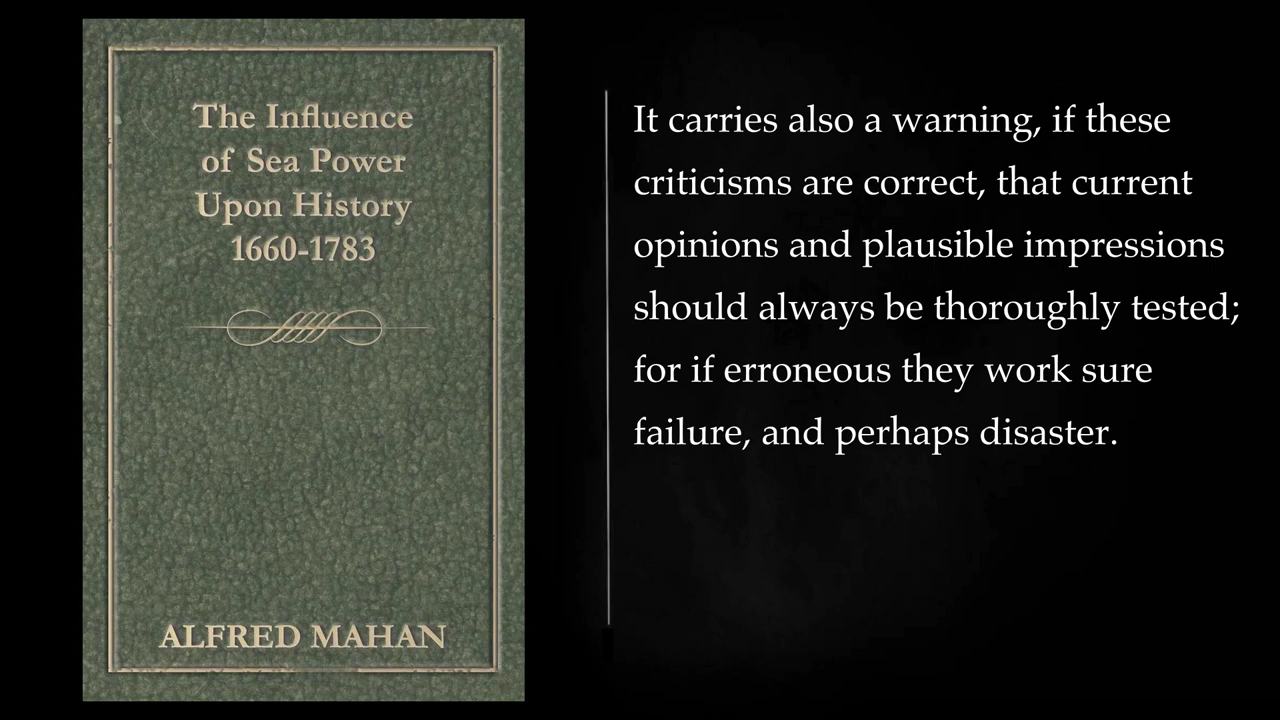 The Influence
of Sea Power
Upon History
1660-1783
ALFRED MAHAN
It carries also a warning, if these
criticisms are correct, that current
opinions and plausible impressions
should always be thoroughly tested;
for if erroneous they work sure
failure, and perhaps disaster.